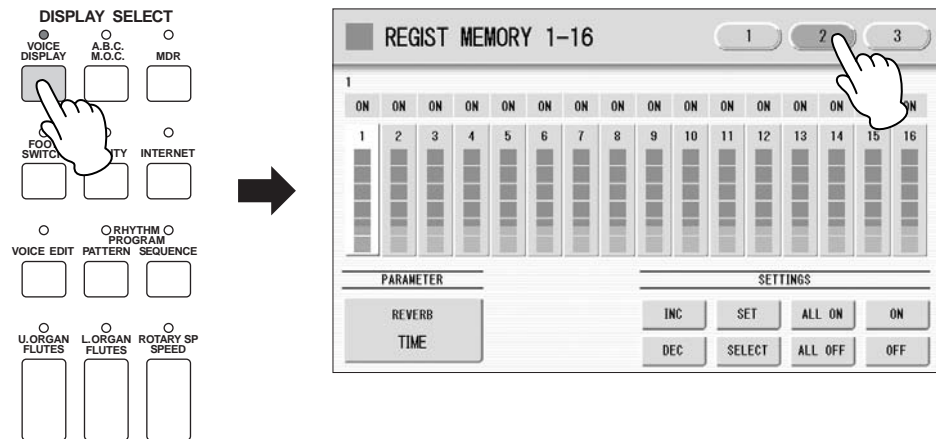 DISPLAY SELECT
VOICE DISPLAY
A.B.C. M.O.C.
MDR
INTERNET
VOICE EDIT
RHYTHM PROGRAM
PATTERN
SEQUENCE
U.ORGAN FLUTES
L.ORGAN FLUTES
ROTARY SP SPEED
REGIST MEMORY 1-16
1 2 3
1
ON ON ON ON ON ON ON ON ON ON ON ON ON ON ON
1 2 3 4 5 6 7 8 9 10 11 12 13 14 15 16
PARAMETER
SETTINGS
REVERB
TIME
INC SET ALL ON ON
DEC SELECT ALL OFF OFF